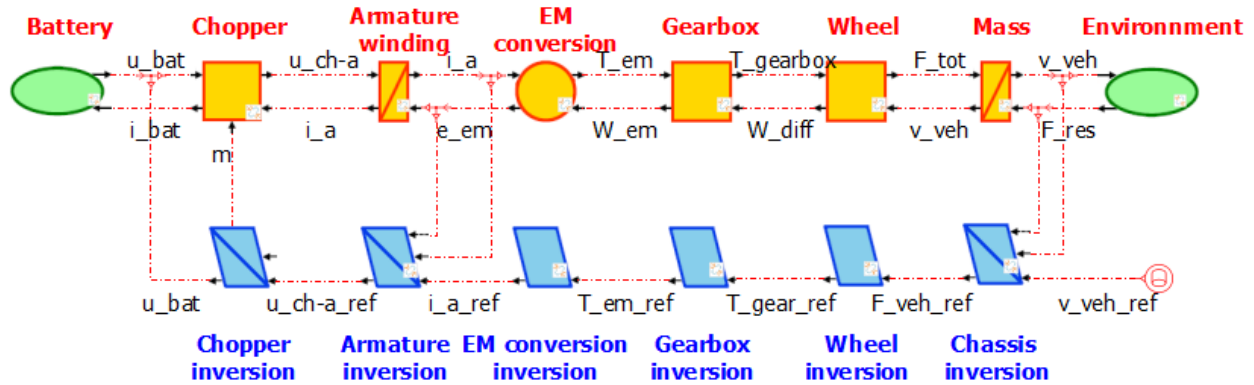 Battery
Chopper
Armature
winding
EM
conversion
Gearbox
Wheel
Mass
Environnment
u_bat
u_ch-a
i_a
T_em
T_gearbox
F_tot
v_veh
i_bat
i_a
e_em
W_em
W_diff
v_veh
F_res
m
u_bat
u_ch-a_ref
i_a_ref
T_em_ref
T_gear_ref
F_veh_ref
v_veh_ref
Chopper
inversion
Armature
inversion
EM conversion
inversion
Gearbox
inversion
Wheel
inversion
Chassis
inversion